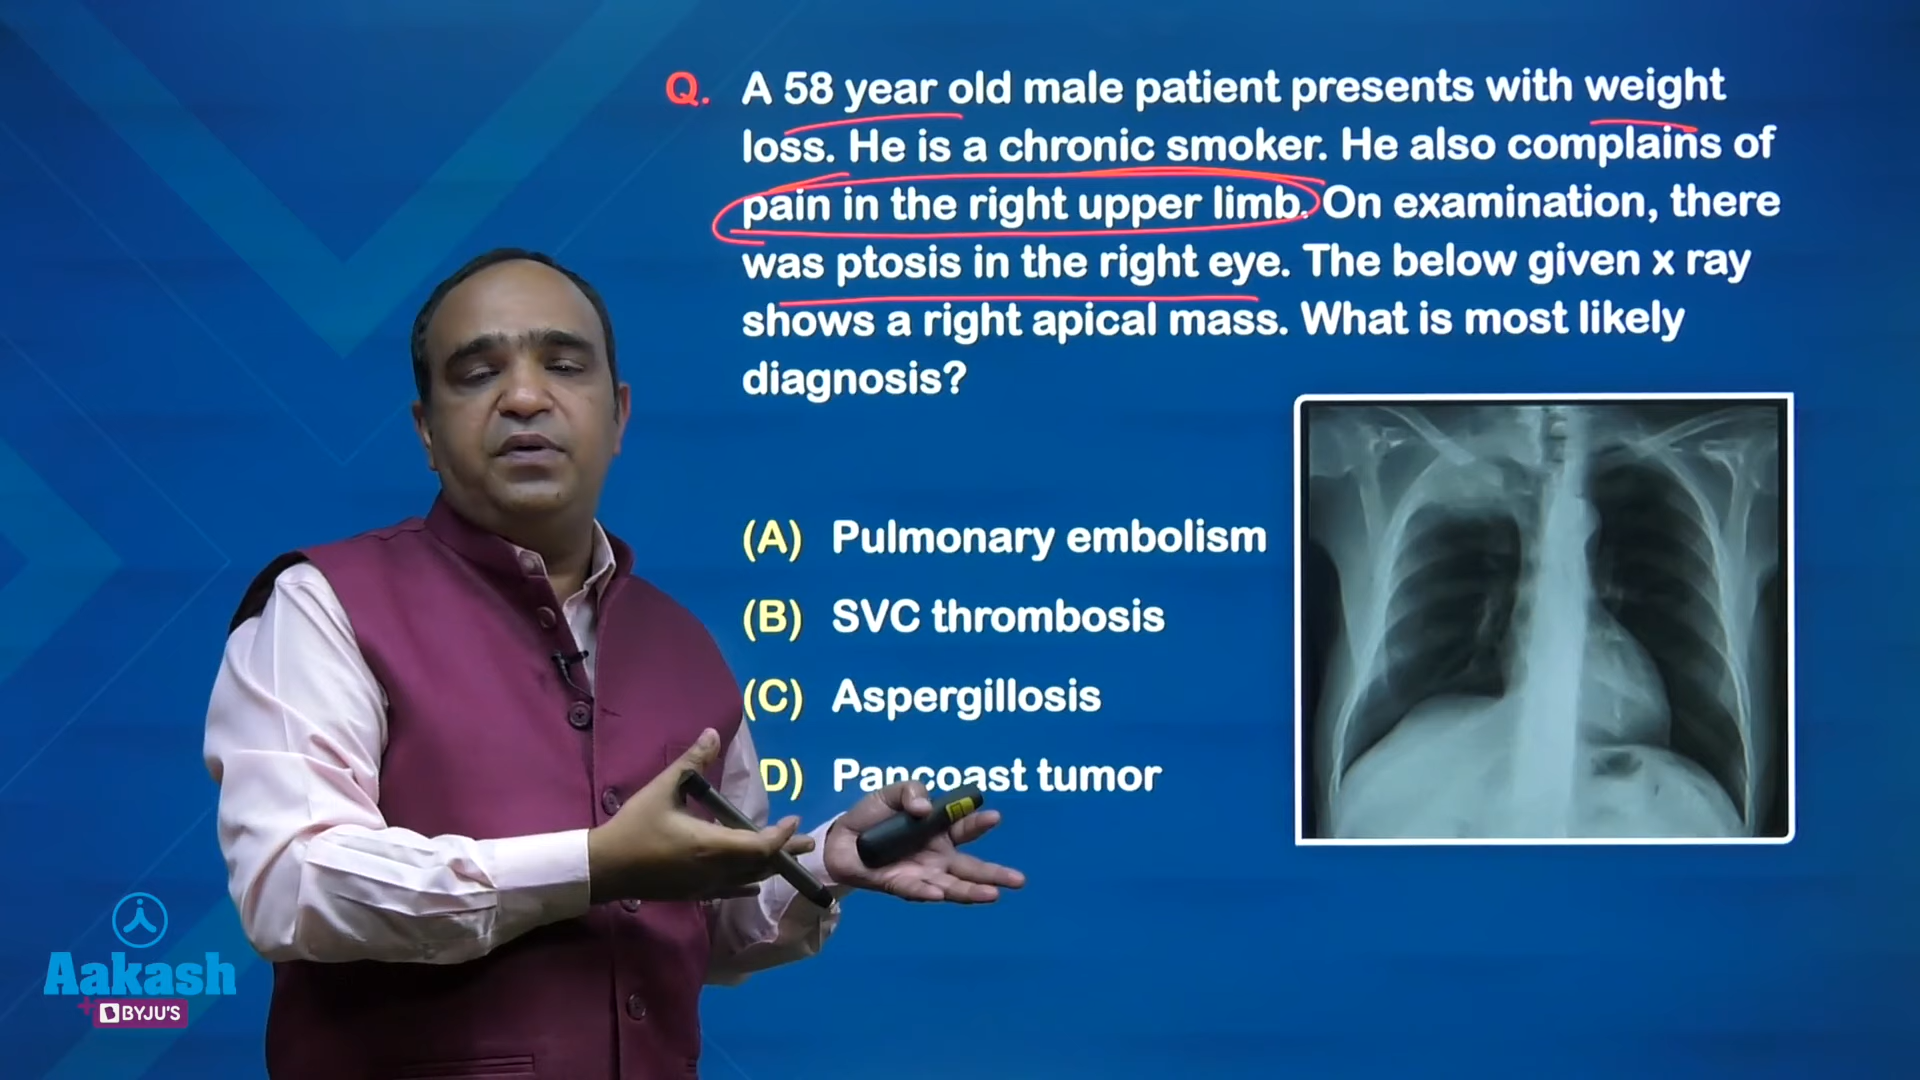 Q. A 58 year old male patient presents with weight
loss. He is a chronic smoker. He also complains of
pain in the right upper limb. On examination, there
was ptosis in the right eye. The below given x ray
shows a right apical mass. What is most likely
diagnosis?
(A) Pulmonary embolism
(B) SVC thrombosis
(C) Aspergillosis
D) Pancoast tumor
Aakash
+BYJU'S